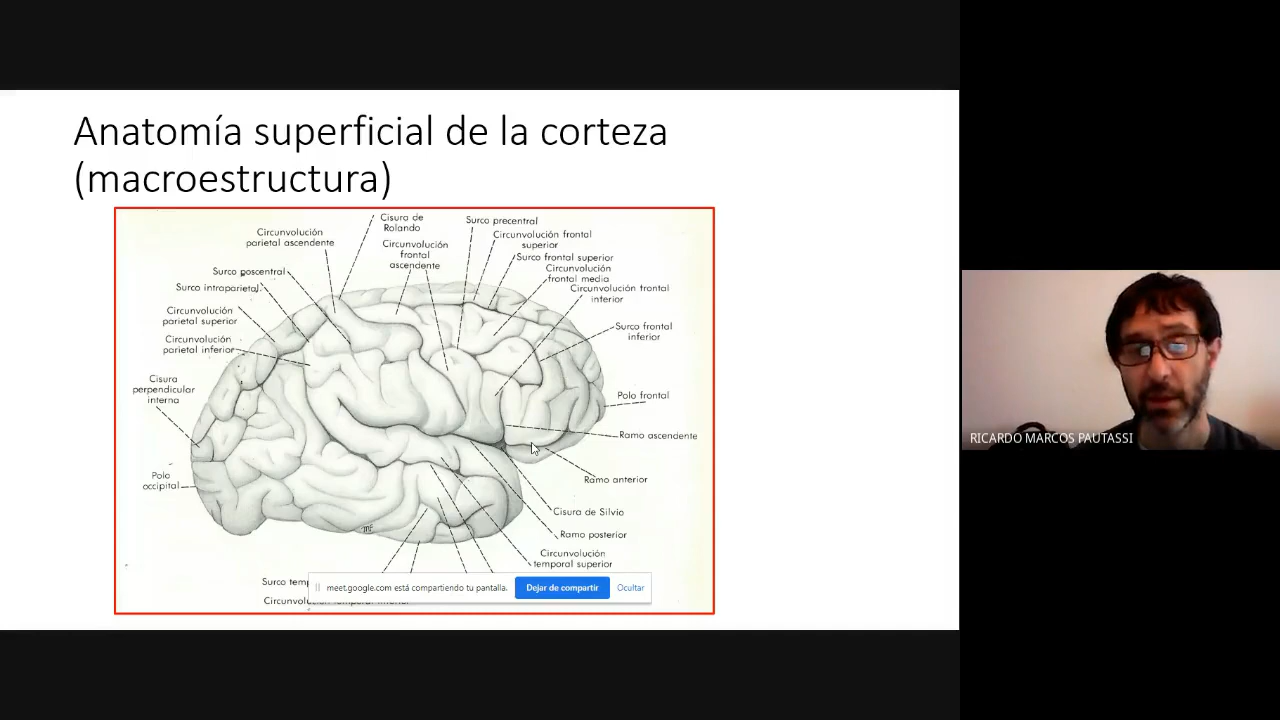 Anatomía superficial de la corteza
(macroestructura)
Cisura de
Rolando
Surco precentral
Circunvolución
parietal ascendente
Circunvolución
frontal
ascendente
Circunvolución frontal
superior
Surco frontal superior
Circunvolución
frontal media
Surco poscentral
Surco intraparietal
Circunvolución frontal
inferior
Circunvolución
parietal superior
Surco frontal
inferior
Circunvolución
parietal inferior
Cisura
perpendicular
interna
Polo frontal
Ramo ascendente
Polo
occipital
Ramo anterior
Cisura de Silvio
mF
Ramo posterior
Circunvolución
temporal superior
Surco temp
meet.google.com está compartiendo tu pantalla.
Dejar de compartir
Ocultar
RICARDO MARCOS PAUTASSI